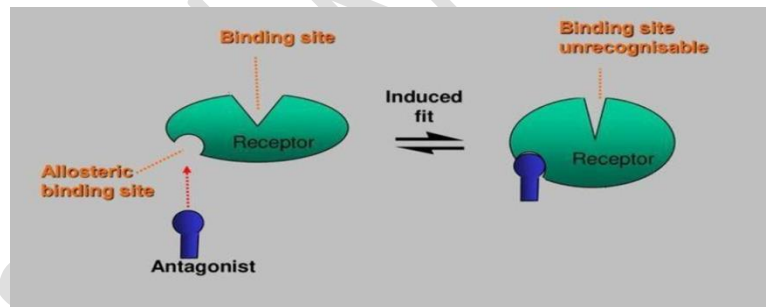 Binding site
Receptor
Allosteric
binding site
Antagonist
Induced
fit
Binding site
unrecognisable
Receptor